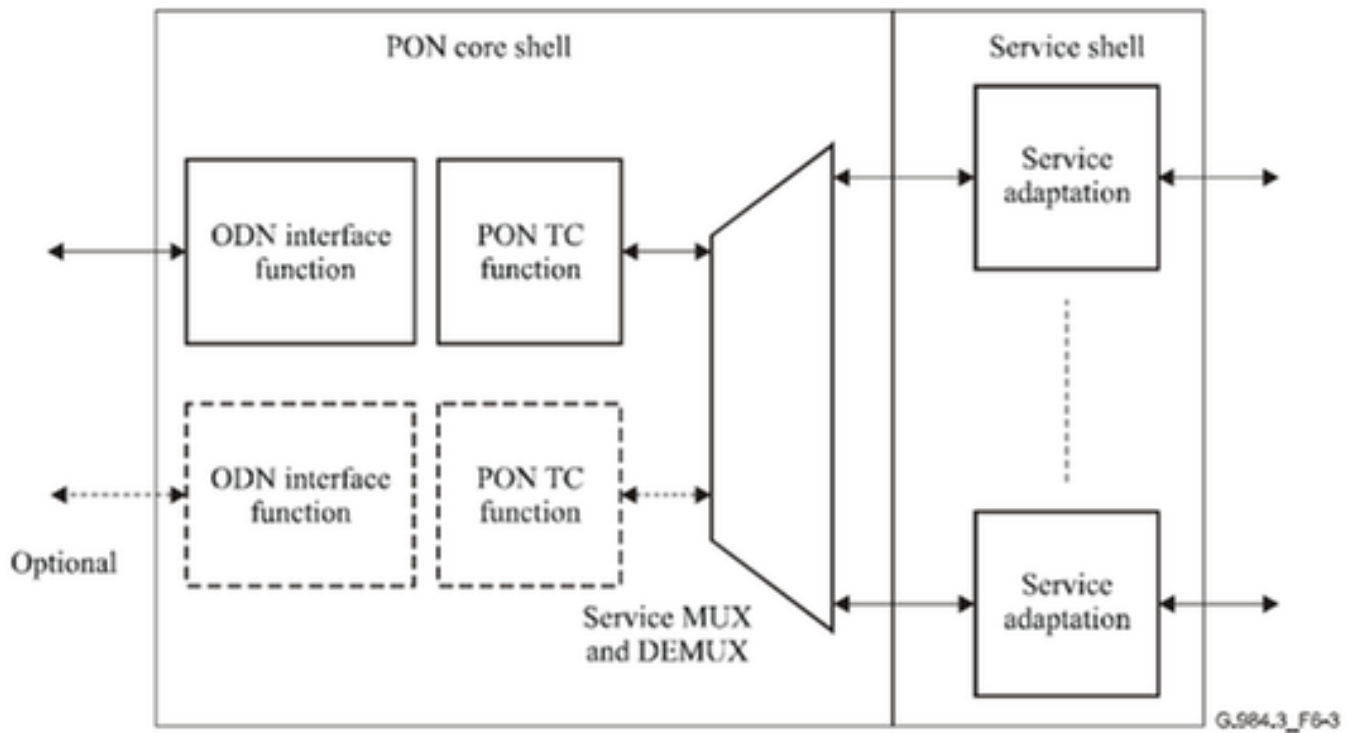 PON core shell
Service shell
ODN interface
function
PON TC
function
Service
adaptation
ODN interface
function
PON TC
function
Optional
Service MUX
and DEMUX
Service
adaptation
G.984.3_F6-3